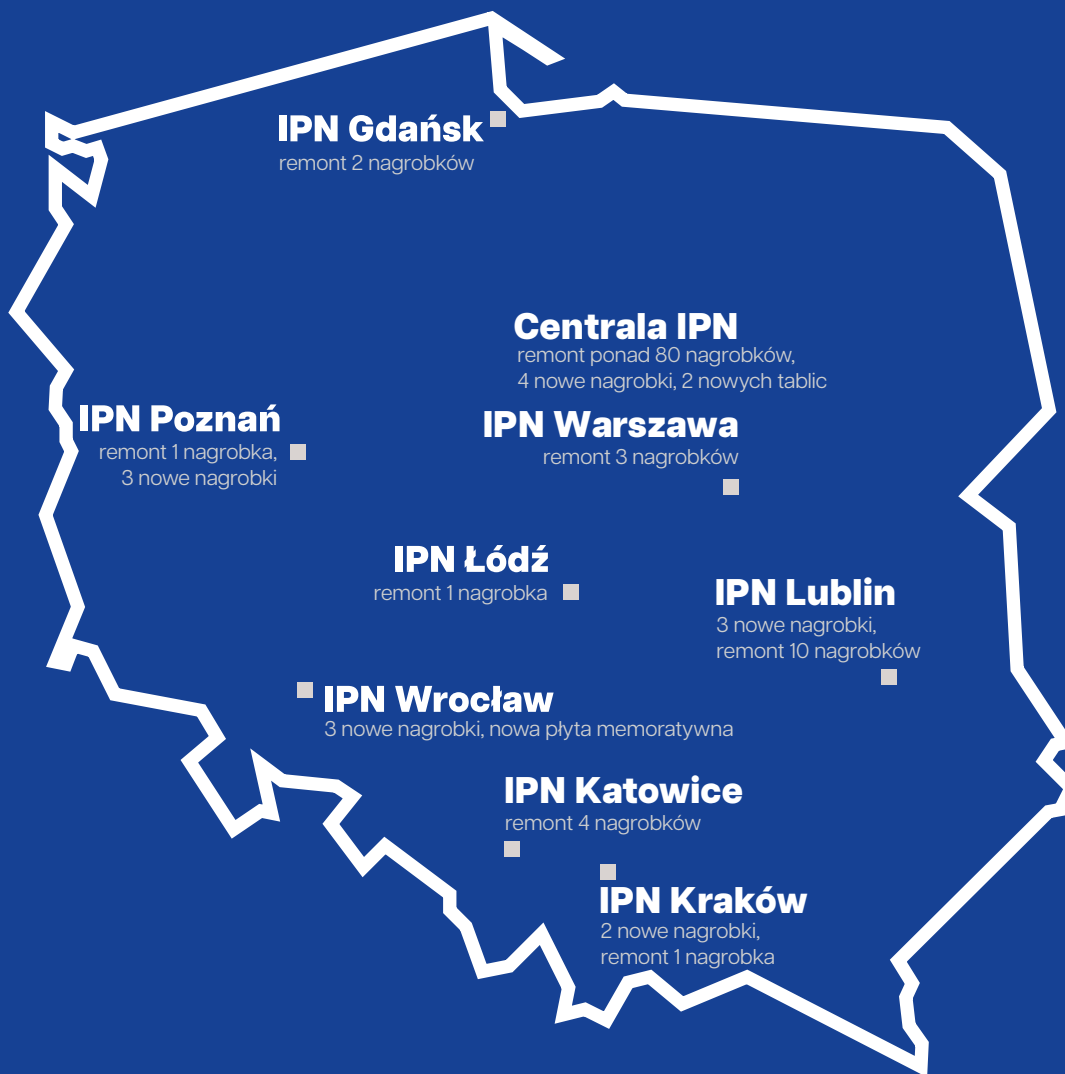 IPN Gdańsk
remont 2 nagrobków
Centrala IPN
remont ponad 80 nagrobków,
4 nowe nagrobki, 2 nowych tablic
IPN Poznań
remont 1 nagrobka,
3 nowe nagrobki
IPN Warszawa
remont 3 nagrobków
IPN Łódź
remont 1 nagrobka
IPN Lublin
3 nowe nagrobki,
remont 10 nagrobków
IPN Wrocław
3 nowe nagrobki, nowa płyta memoratywna
IPN Katowice
remont 4 nagrobków
IPN Kraków
2 nowe nagrobki,
remont 1 nagrobka